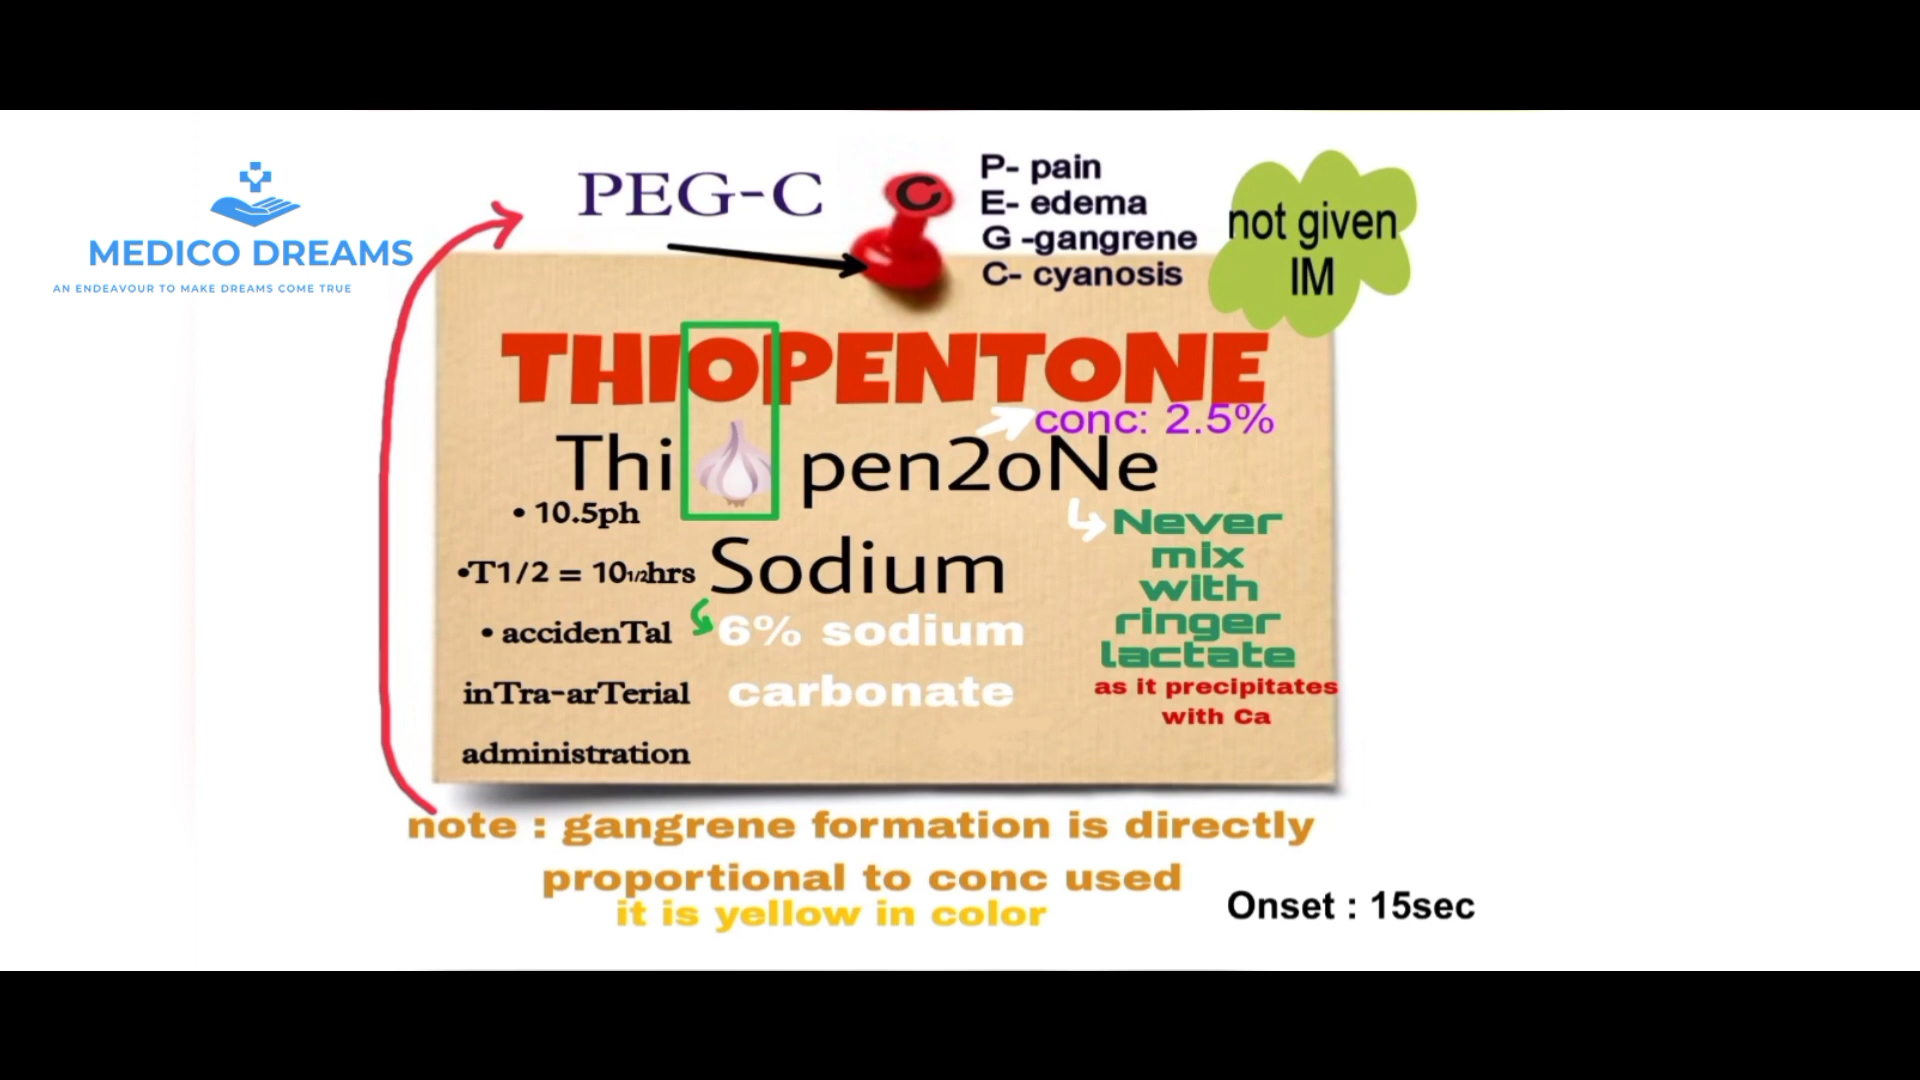 MEDICO DREAMS
AN ENDEAVOUR TO MAKE DREAMS COME TRUE
PEG-C
C
P- pain
E- edema
G -gangrene
C- cyanosis
not given
IM
THIOPENTONE
conc: 2.5%
Thi pen2oNe
• 10.5ph
Sodium
•T1/2 = 101/2hrs
• accidenTal
inTra-arTerial
administration
6% sodium
carbonate
Never
mix
with
ringer
lactate
as it precipitates
with Ca
note : gangrene formation is directly
proportional to conc used
it is yellow in color
Onset : 15sec